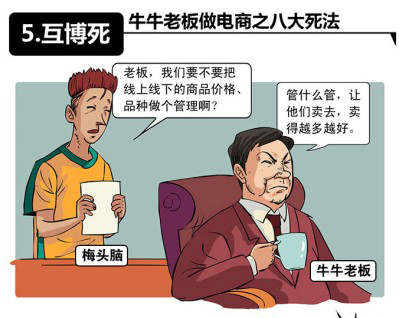 牛牛老板做电商之八大死法
5.互博死
老板，我们要不要把
线上线下的商品价格、
品种做个管理啊？
管什么管，让
他们卖去，卖
得越多越好。
梅头脑
牛牛老板